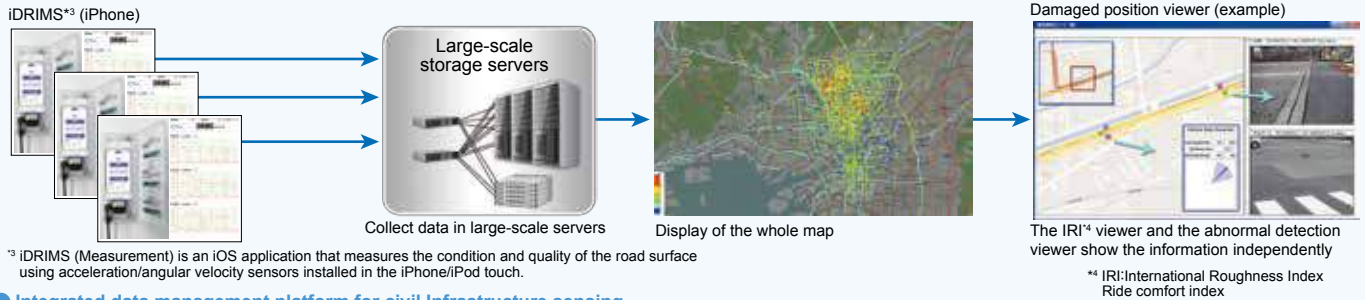 iDRIMS*3 (iPhone)
Large-scale
storage servers
Collect data in large-scale servers
Display of the whole map
Damaged position viewer (example)
The IRI*4 viewer and the abnormal detection
viewer show the information independently
*3 iDRIMS (Measurement) is an iOS application that measures the condition and quality of the road surface
using acceleration/angular velocity sensors installed in the iPhone/iPod touch.
*4 IRI:International Roughness Index
Ride comfort index
Integrated data management platform for civil Infrastructure sensing